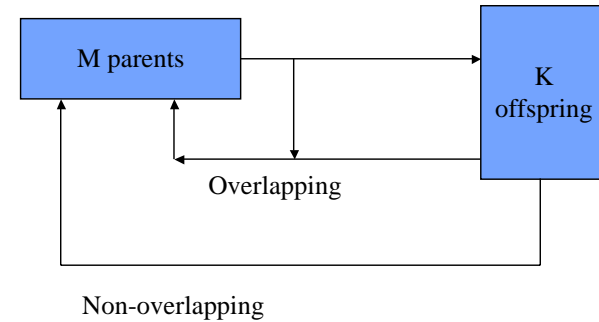 M parents
K
offspring
Overlapping
Non-overlapping